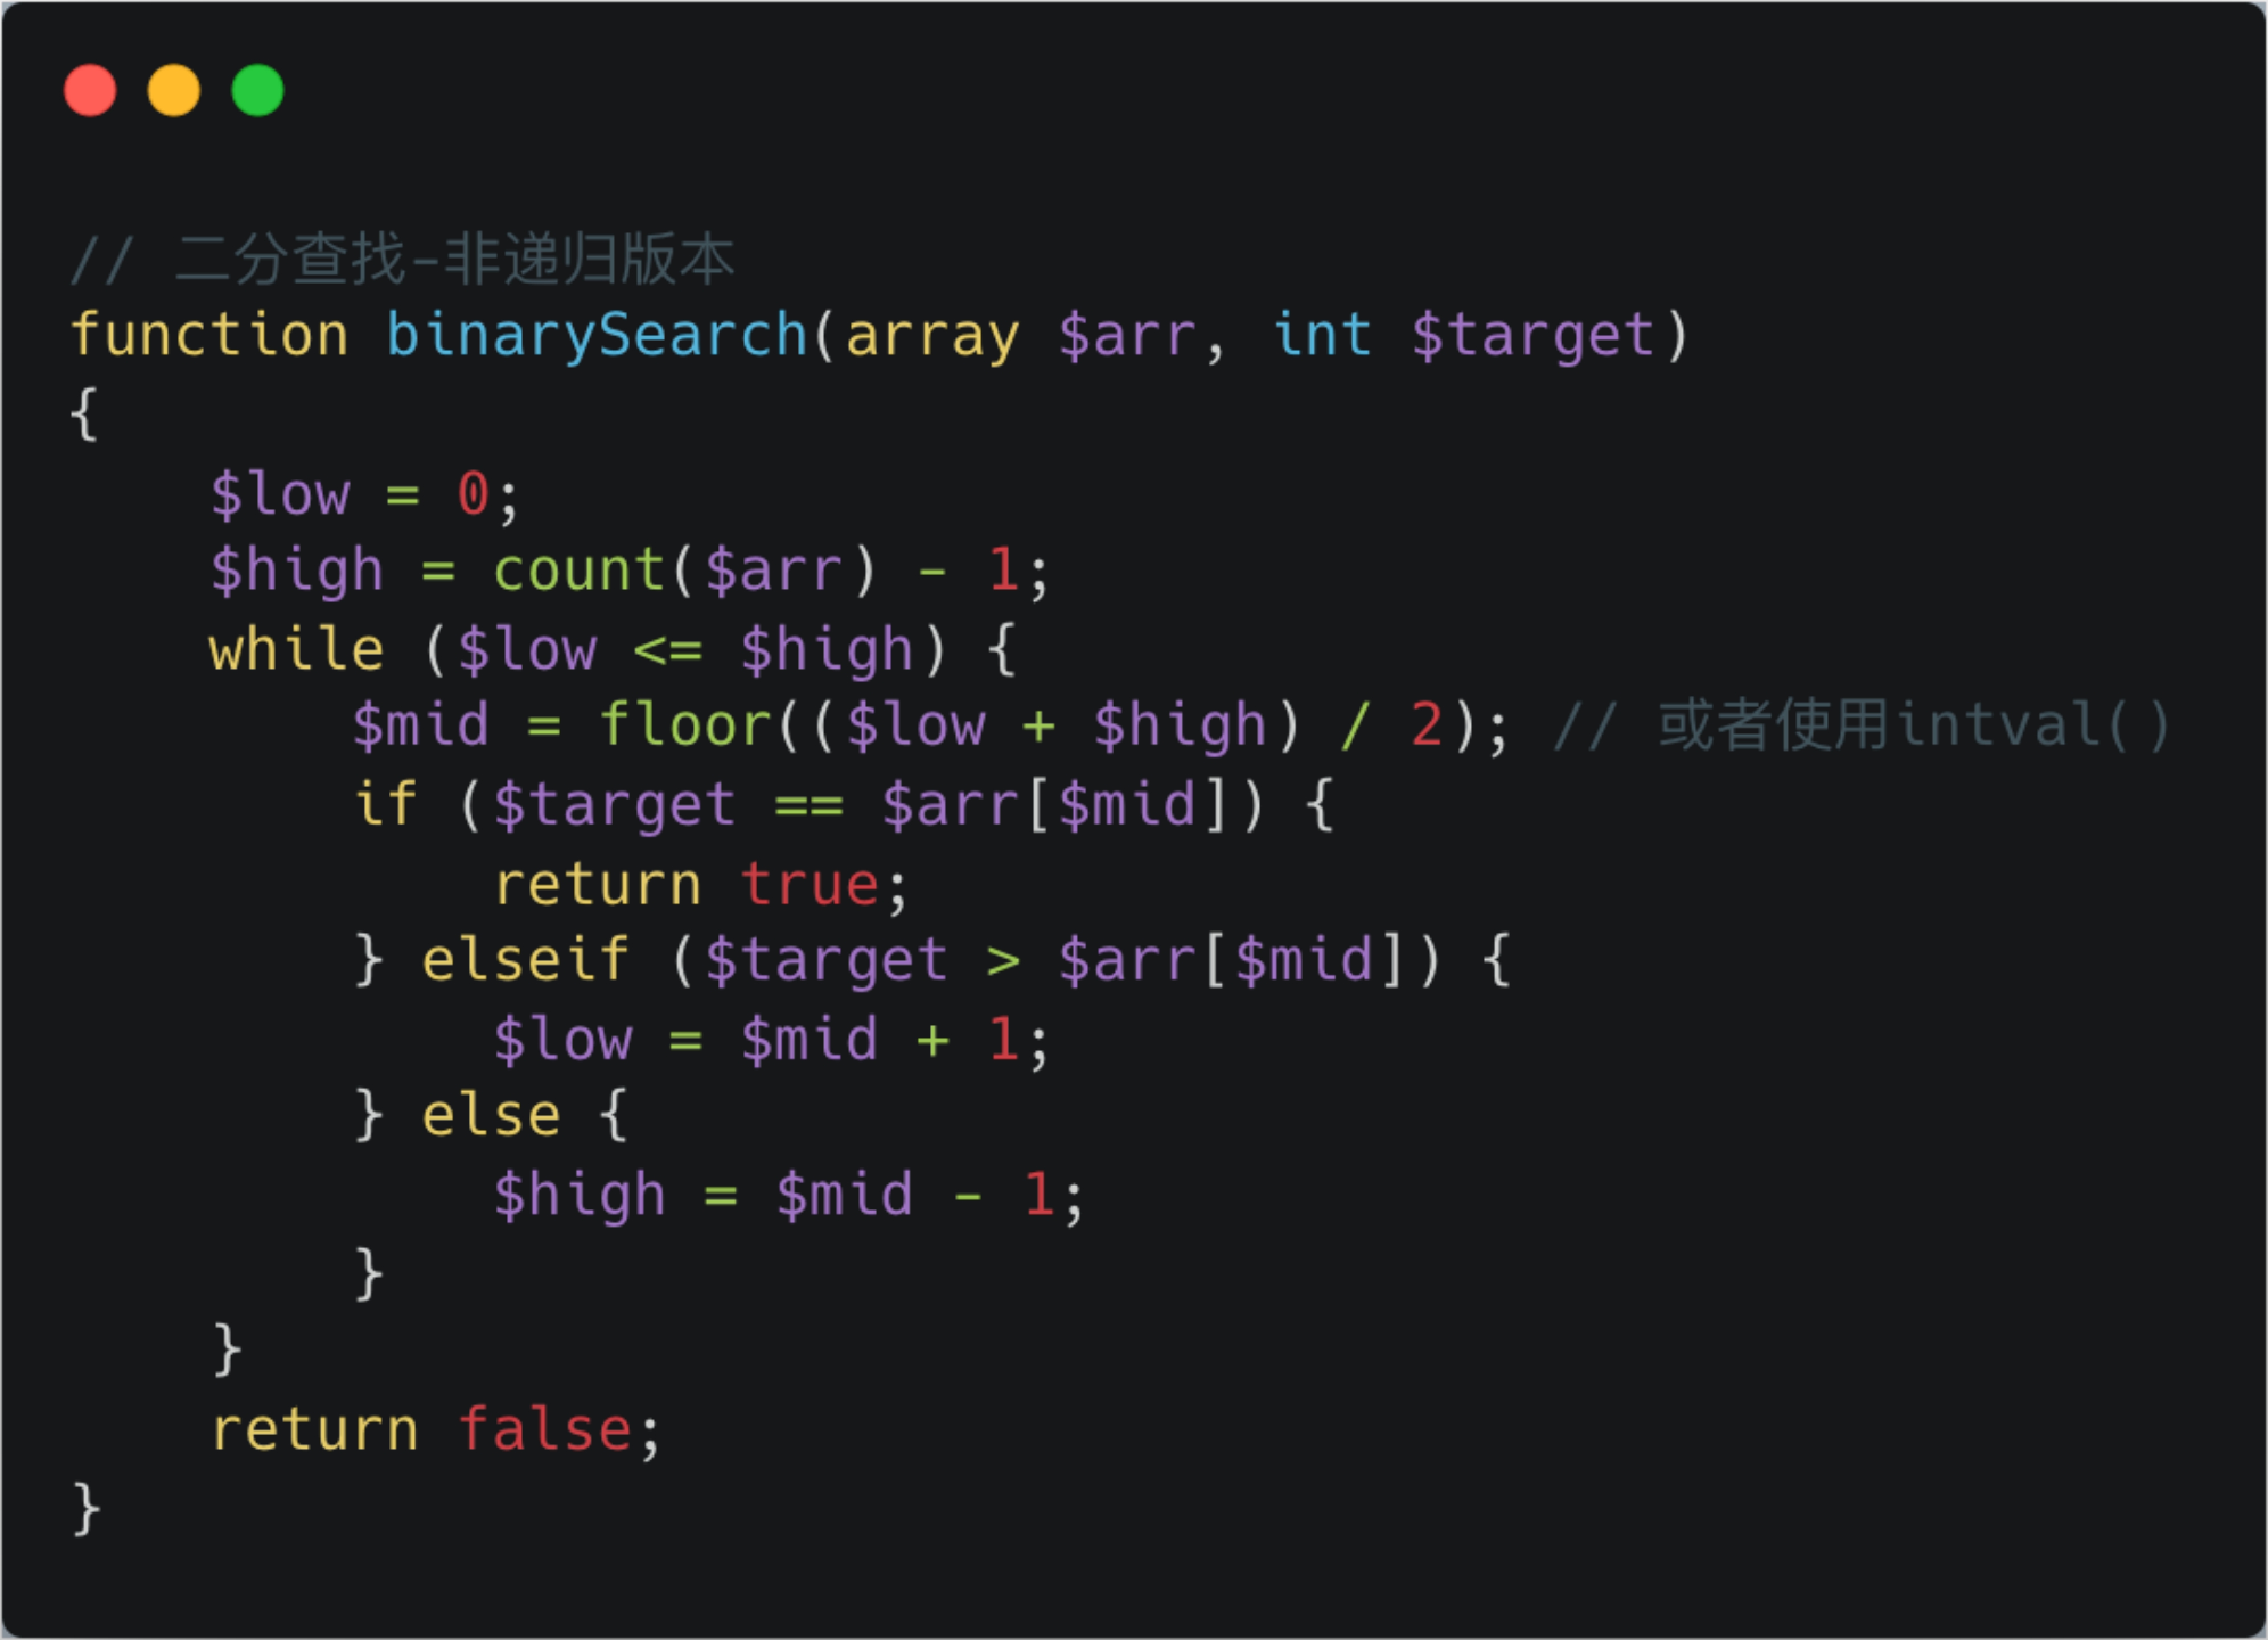 // 二分查找-非递归版本
function binarySearch(array $arr, int $target)
{
    $low = 0;
    $high = count($arr) - 1;
    while ($low <= $high) {
        $mid = floor(($low + $high) / 2); // 或者使用intval()
        if ($target == $arr[$mid]) {
            return true;
        } elseif ($target > $arr[$mid]) {
            $low = $mid + 1;
        } else {
            $high = $mid - 1;
        }
    }
    return false;
}